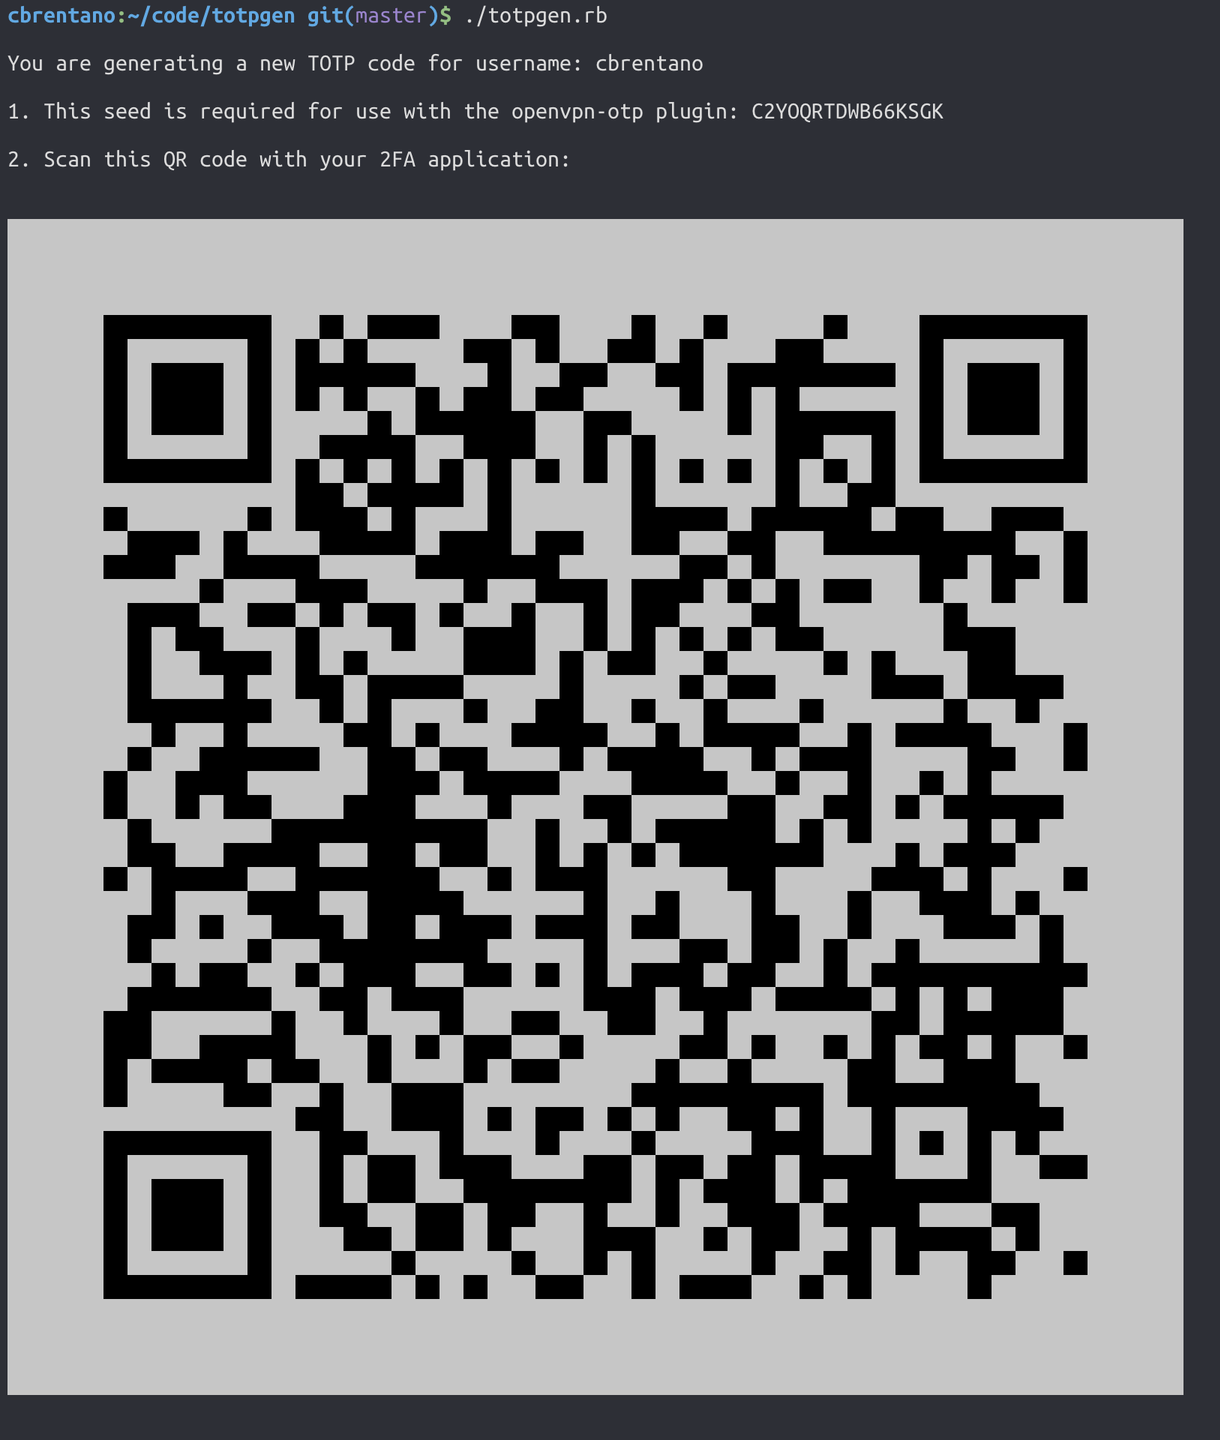 cbrentano:~/code/totpgen git(master)$ ./totpgen.rb
You are generating a new TOTP code for username: cbrentano
1. This seed is required for use with the openvpn-otp plugin: C2YOQRTDWB66KSGK
2. Scan this QR code with your 2FA application: